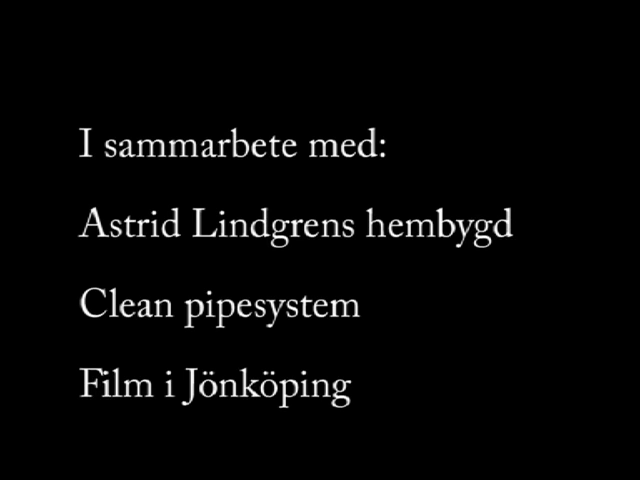 I sammarbete med:
Astrid Lindgrens hembygd
Clean pipesystem
Film i Jönköping